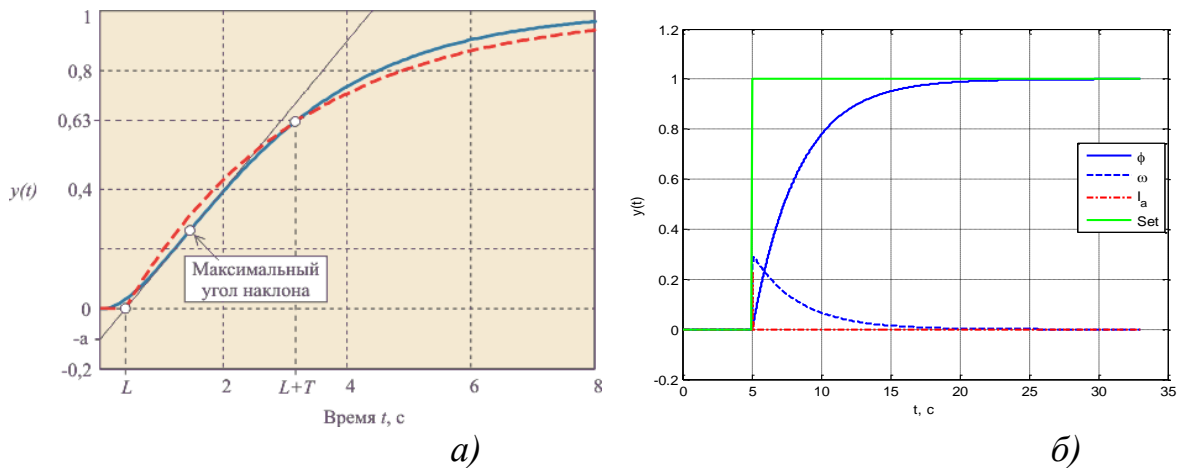 1
0,8
0,63
0,4
0
-a
-0,2
y(t)
Максимальный
угол наклона
L
2
L+T
4
6
8
Время t, с
а)
1.2
1
0.8
0.6
0.4
0.2
0
-0.2
y(t)
ϕ
ω
I_a
Set
0
5
10
15
20
25
30
35
t, c
б)